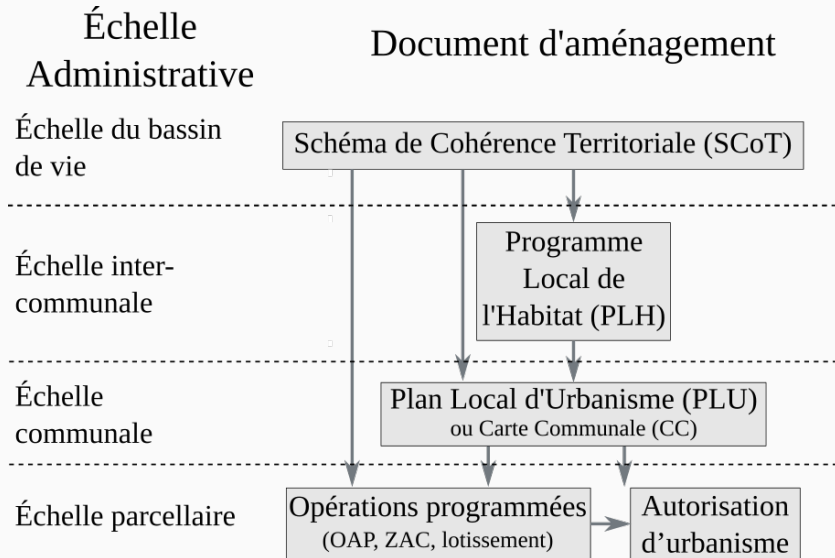 Échelle
Administrative
Document d'aménagement
Échelle du bassin
de vie
Schéma de Cohérence Territoriale (SCoT)
Échelle inter-
communale
Programme
Local de
l'Habitat (PLH)
Échelle
communale
Plan Local d'Urbanisme (PLU)
ou Carte Communale (CC)
Échelle parcellaire
Opérations programmées
(OAP, ZAC, lotissement)
Autorisation
d’urbanisme